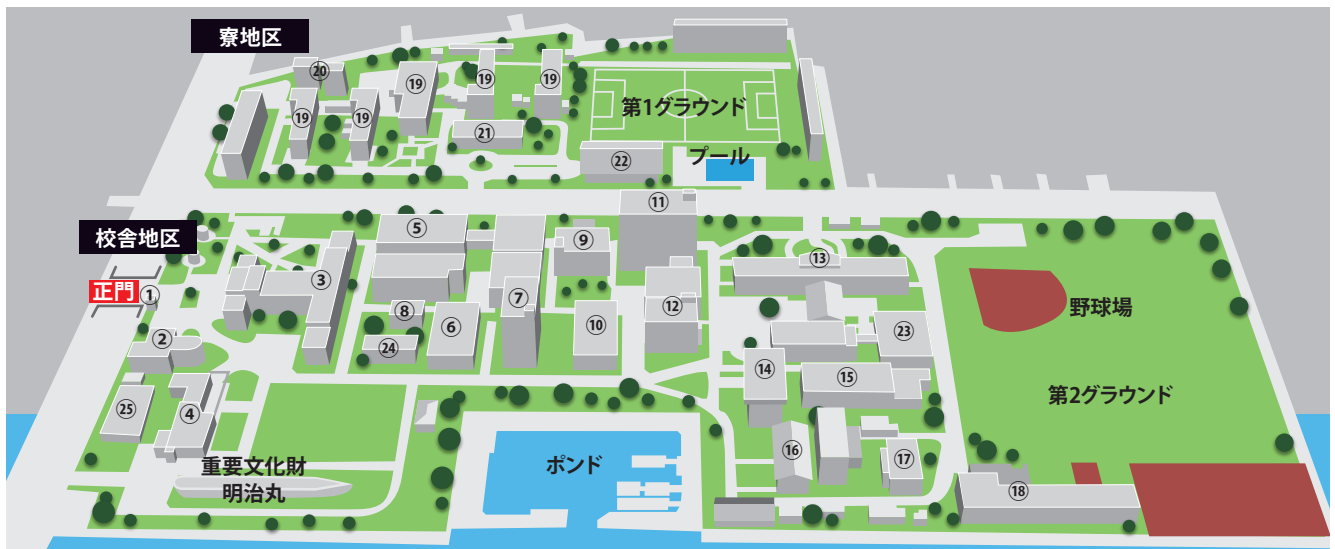 寮地区
⑳
⑲
⑲
⑲
⑲
⑲
㉑
㉒
第1グラウンド
プール
校舎地区
正門
①
②
③
④
⑤
⑥
⑦
⑧
⑨
⑩
⑪
⑫
⑬
⑭
⑮
⑯
⑰
⑱
㉓
㉔
㉕
野球場
第2グラウンド
重要文化財
明治丸
ポンド